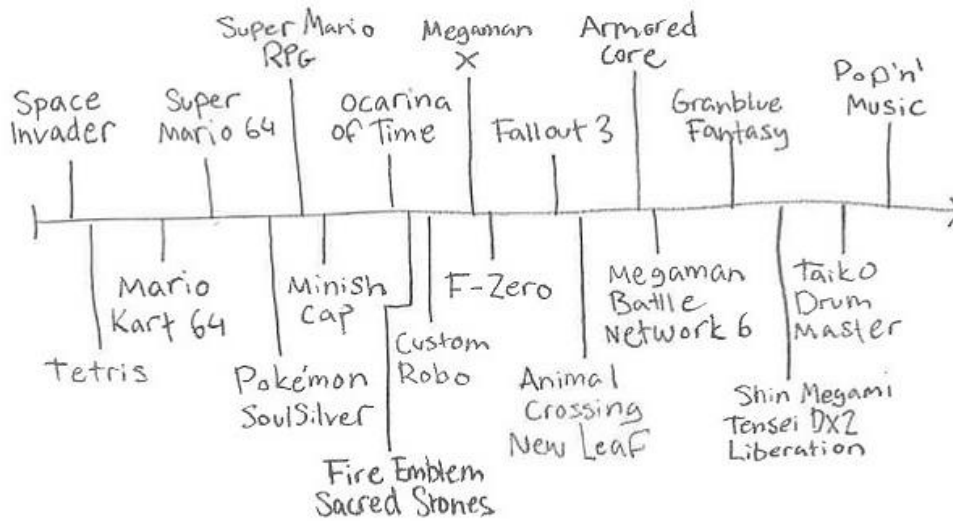 Super Mario
RPG
Megaman
X
Armored
Core
Pop'n'
Music
Space
Invader
Super
Mario 64
Ocarina
of Time
Fallout 3
Granblue
Fantasy
Mario
Kart 64
Minish
Cap
F-Zero
Megaman
Battle
Network 6
Taiko
Drum
Master
Tetris
Pokémon
SoulSilver
Custom
Robo
Animal
Crossing
New Leaf
Shin Megami
Tensei Dx2
Liberation
Fire Emblem
Sacred Stones